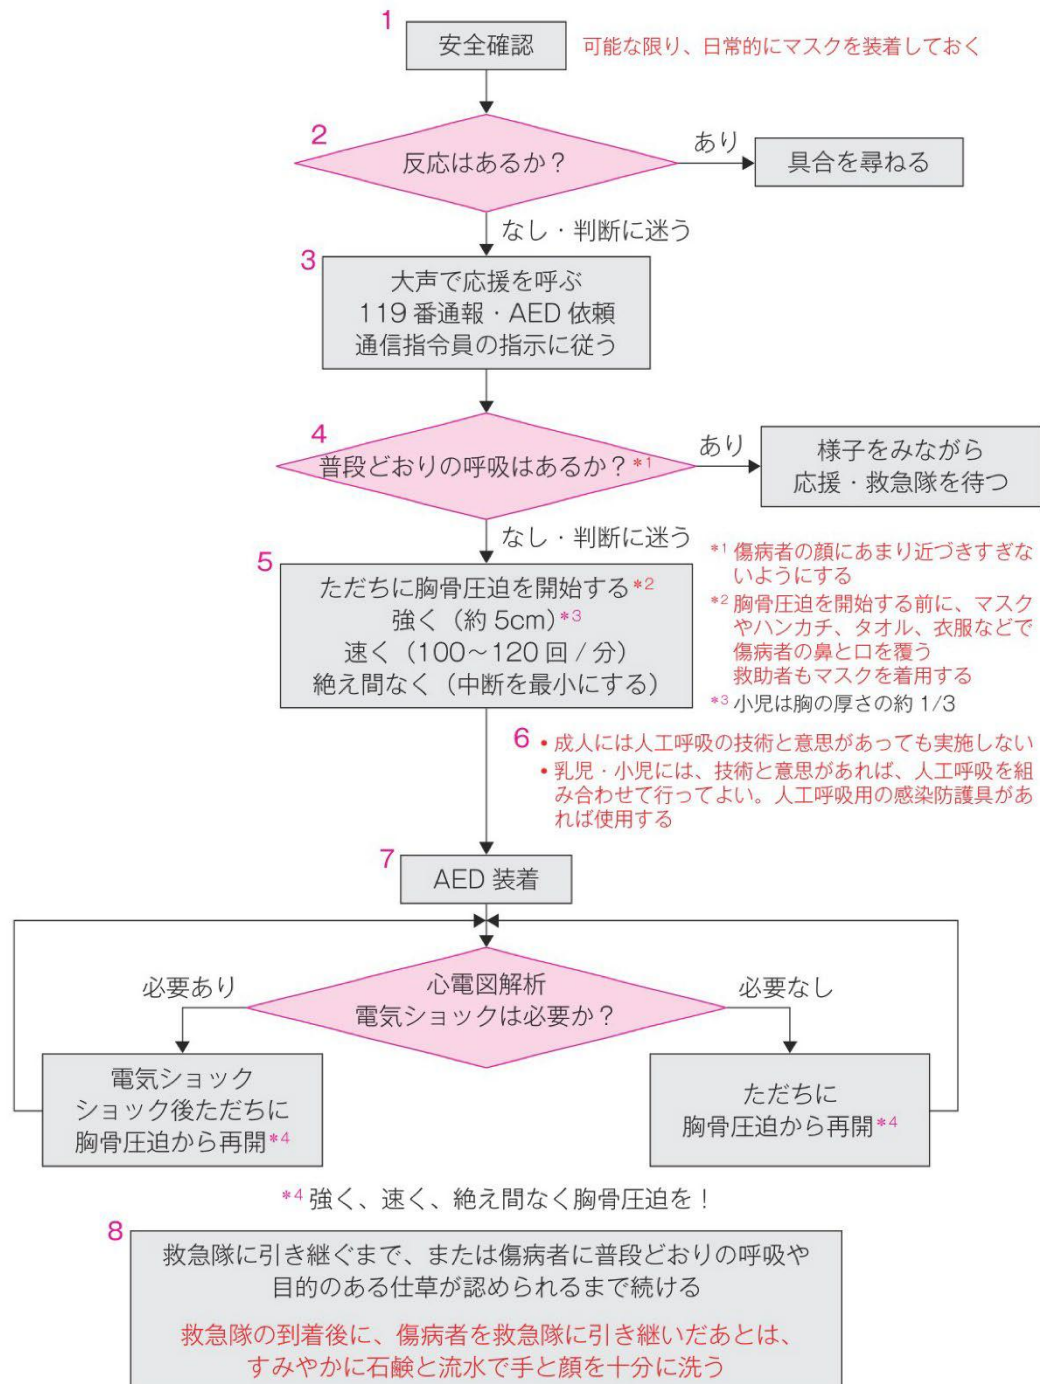 1
安全確認
可能な限り、日常的にマスクを装着しておく
2
反応はあるか？
あり
具合を尋ねる
なし・判断に迷う
3
大声で応援を呼ぶ
119番通報・AED依頼
通信指令員の指示に従う
4
普段どおりの呼吸はあるか？*1
あり
様子をみながら
応援・救急隊を待つ
なし・判断に迷う
5
ただちに胸骨圧迫を開始する*2
強く（約5cm）*3
速く（100～120回/分）
絶え間なく（中断を最小にする）
*1 傷病者の顔にあまり近づきすぎな
いようにする
*2 胸骨圧迫を開始する前に、マスク
やハンカチ、タオル、衣服などで
傷病者の鼻と口を覆う
救助者もマスクを着用する
*3 小児は胸の厚さの約1/3
6
• 成人には人工呼吸の技術と意思があっても実施しない
• 乳児・小児には、技術と意思があれば、人工呼吸を組
み合わせて行ってよい。人工呼吸用の感染防護具があ
れば使用する
7
AED装着
心電図解析
電気ショックは必要か？
必要あり
必要なし
電気ショック
ショック後ただちに
胸骨圧迫から再開*4
ただちに
胸骨圧迫から再開*4
*4 強く、速く、絶え間なく胸骨圧迫を！
8
救急隊に引き継ぐまで、または傷病者に普段どおりの呼吸や
目的のある仕草が認められるまで続ける
救急隊の到着後に、傷病者を救急隊に引き継いだあとは、
すみやかに石鹸と流水で手と顔を十分に洗う